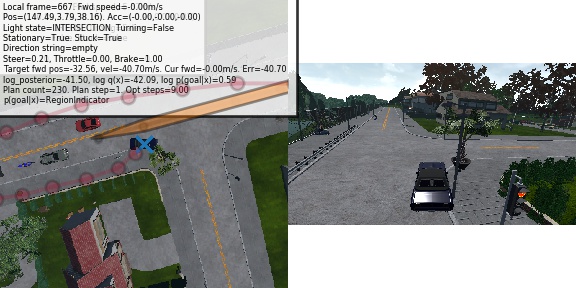 Local frame=667. Fwd speed=-0.00m/s
Pos=(147.49,3.79,38.16). Acc=(-0.00,-0.00,-0.00)
Light state=INTERSECTION. Turning=False
Stationary=True. Stuck=True
Direction string=empty
Steer=0.21, Throttle=0.00, Brake=1.00
Target fwd pos=-32.56, vel=-40.70m/s. Cur fwd=-0.00m/s. Err=-40.70
log_posterior=-41.50, log q(x)=-42.09, log p(goal|x)=0.59
Plan count=230. Plan step=1. Opt steps=9.00
p(goal|x)=RegionIndicator